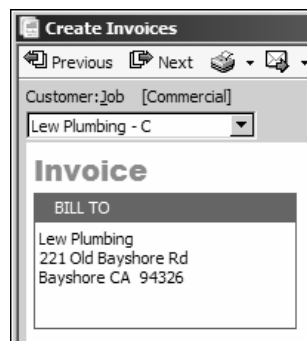 Create Invoices
Previous Next
Customer:Job [Commercial]
Lew Plumbing - C
Invoice
BILL TO
Lew Plumbing
221 Old Bayshore Rd
Bayshore CA 94326